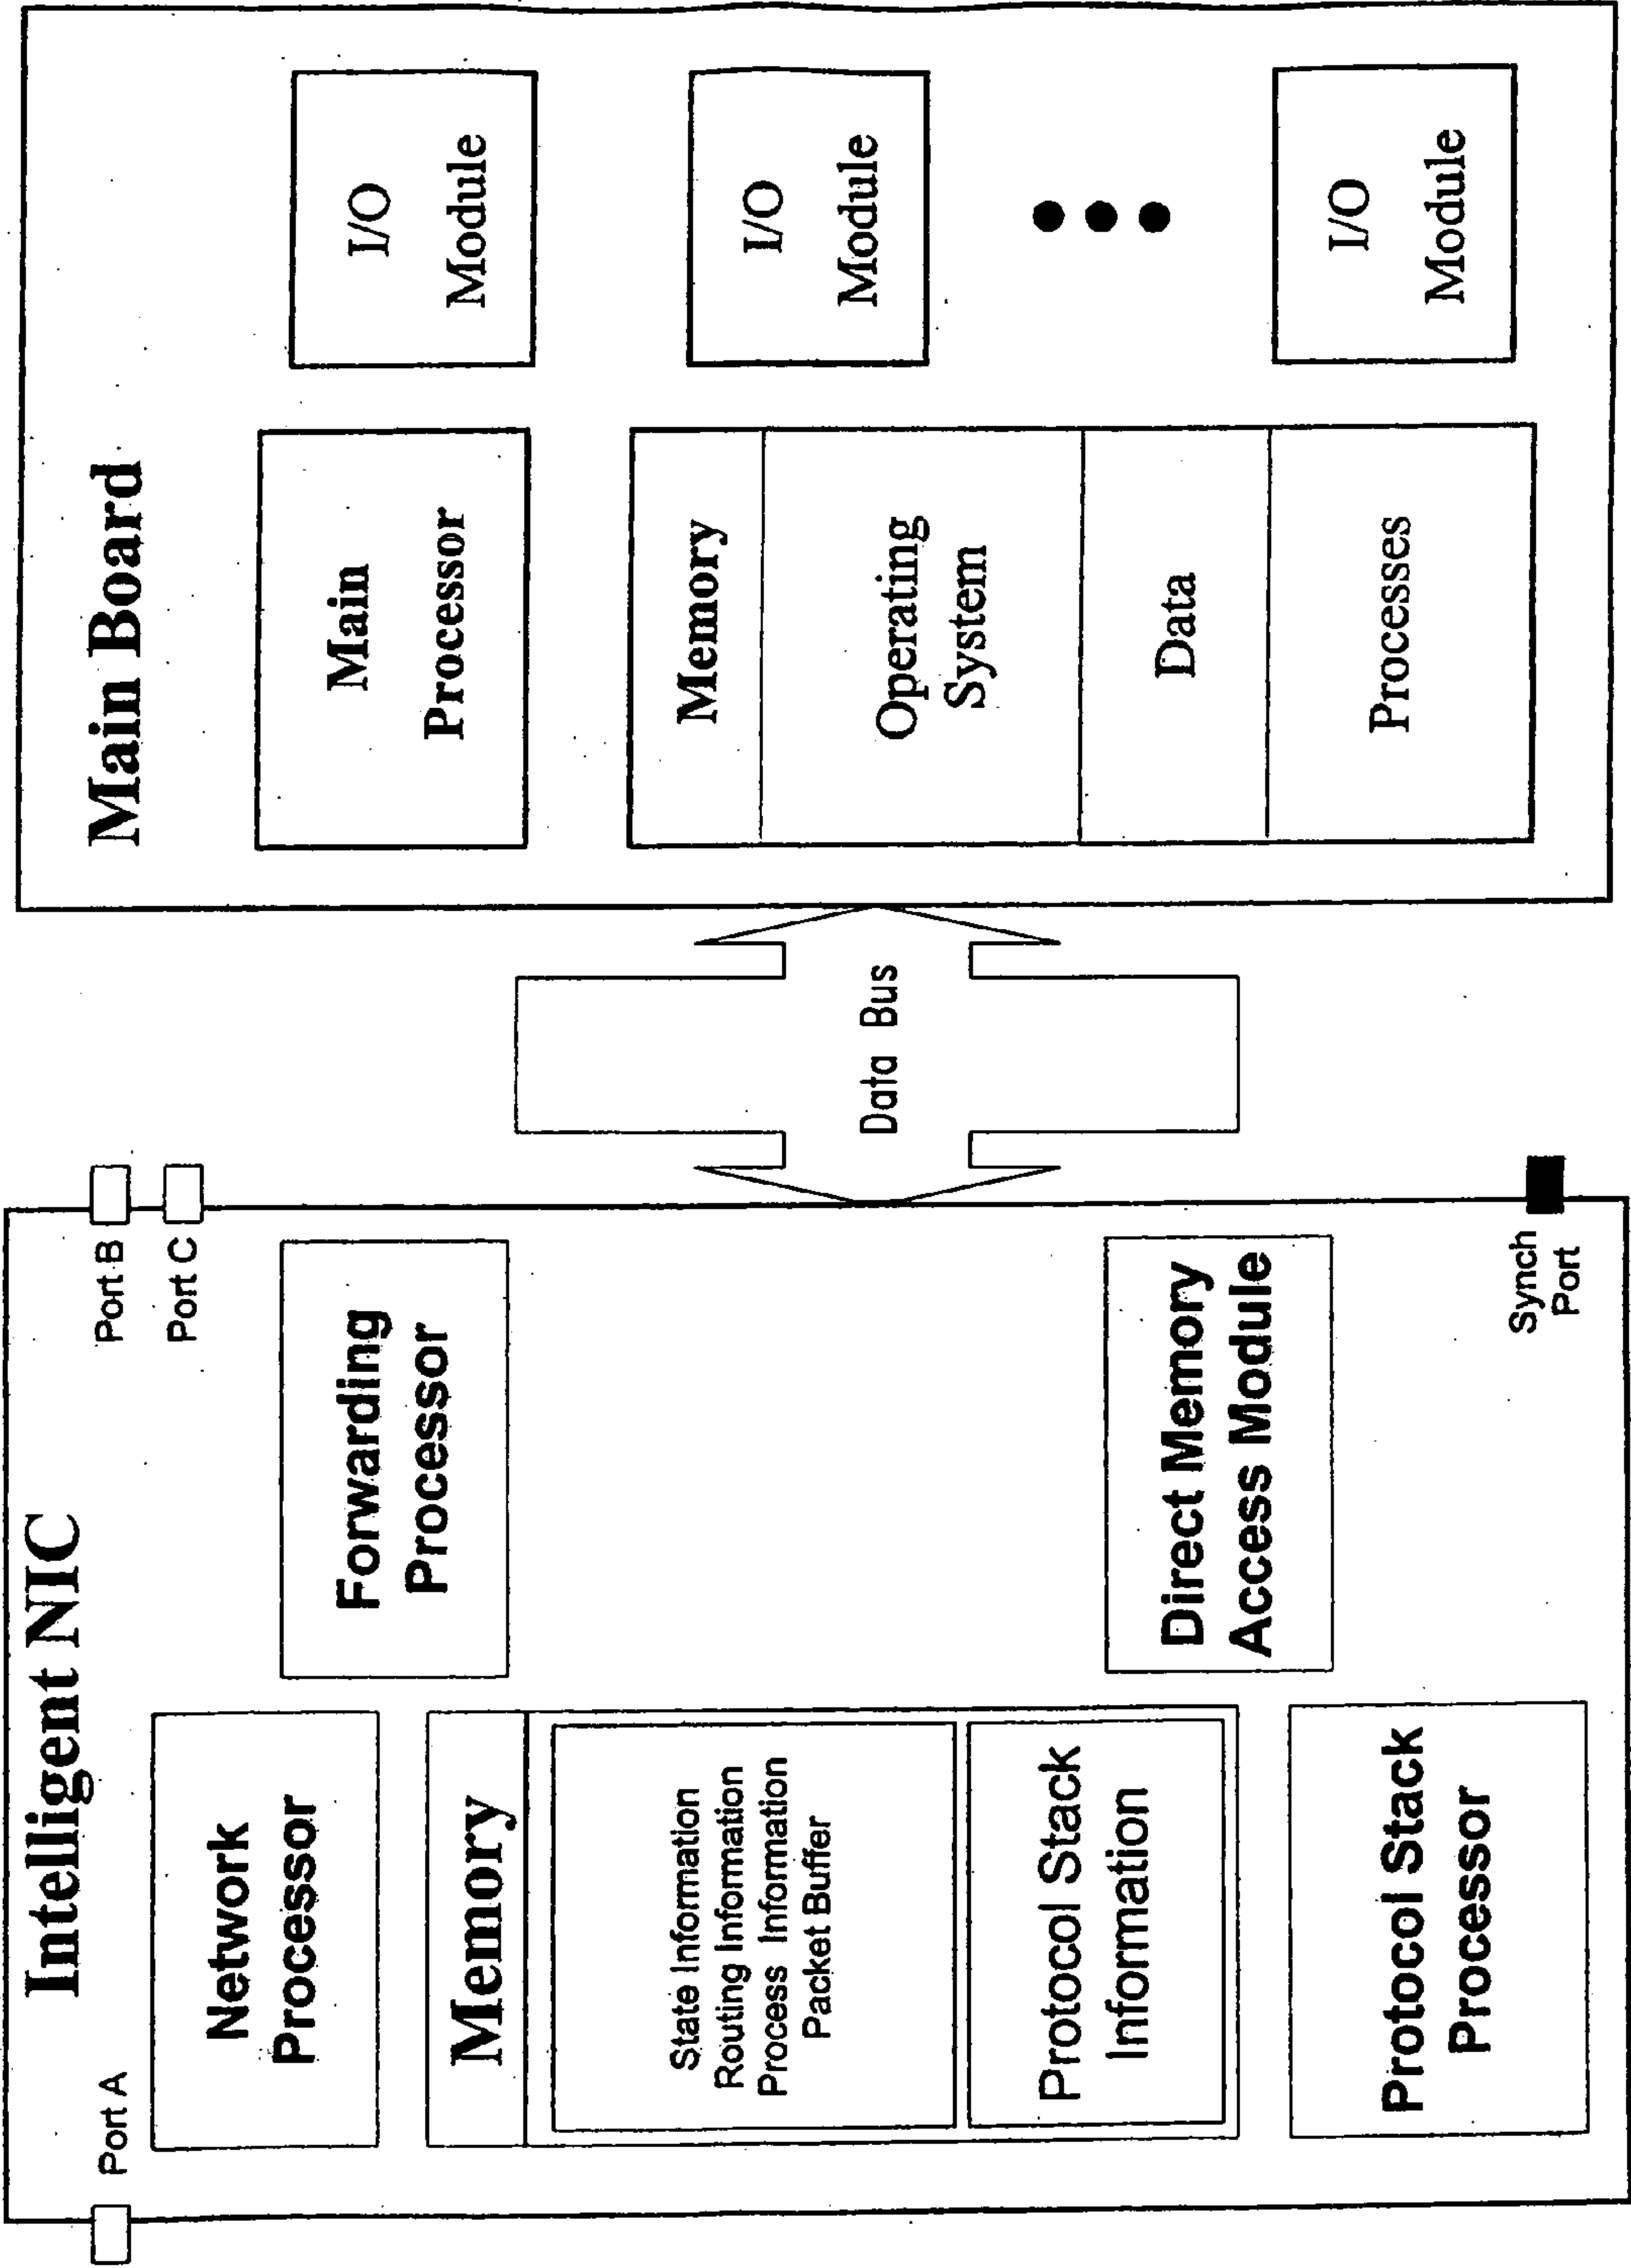 Intelligent NIC
Port A
Port B
Port C
Network
Processor
Forwarding
Processor
Memory
State Information
Routing Information
Process Information
Packet Buffer
Protocol Stack
Information
Direct Memory
Access Module
Protocol Stack
Processor
Synch
Port
Data Bus
Main Board
Main
Processor
I/O
Module
Memory
Operating
System
Data
Processes
I/O
Module
I/O
Module